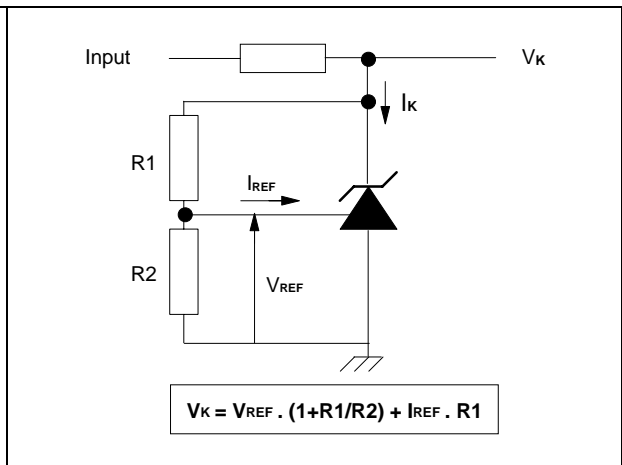 Input
VK
IK
R1
IREF
R2
VREF
VK = VREF . (1+R1/R2) + IREF . R1